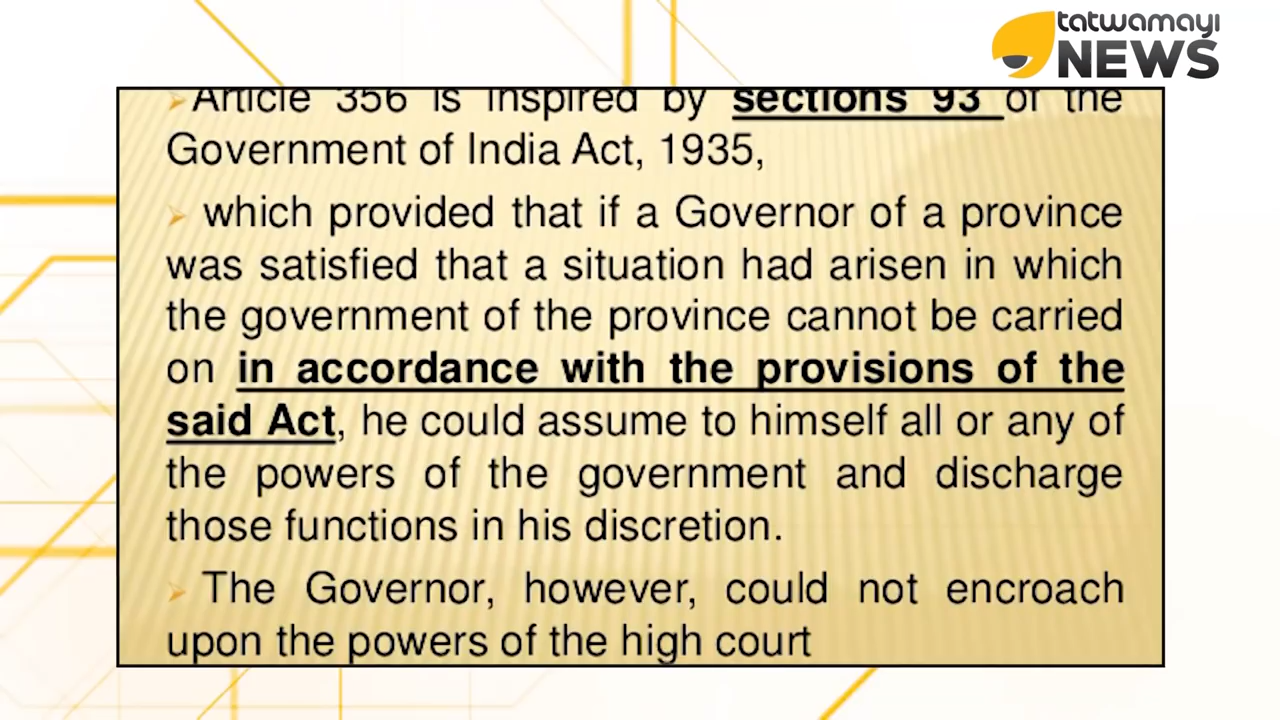 tatwamayi
NEWS
Article 356 is inspired by sections 93 of the
Government of India Act, 1935,
which provided that if a Governor of a province
was satisfied that a situation had arisen in which
the government of the province cannot be carried
on in accordance with the provisions of the
said Act, he could assume to himself all or any of
the powers of the government and discharge
those functions in his discretion.
The Governor, however, could not encroach
upon the powers of the high court